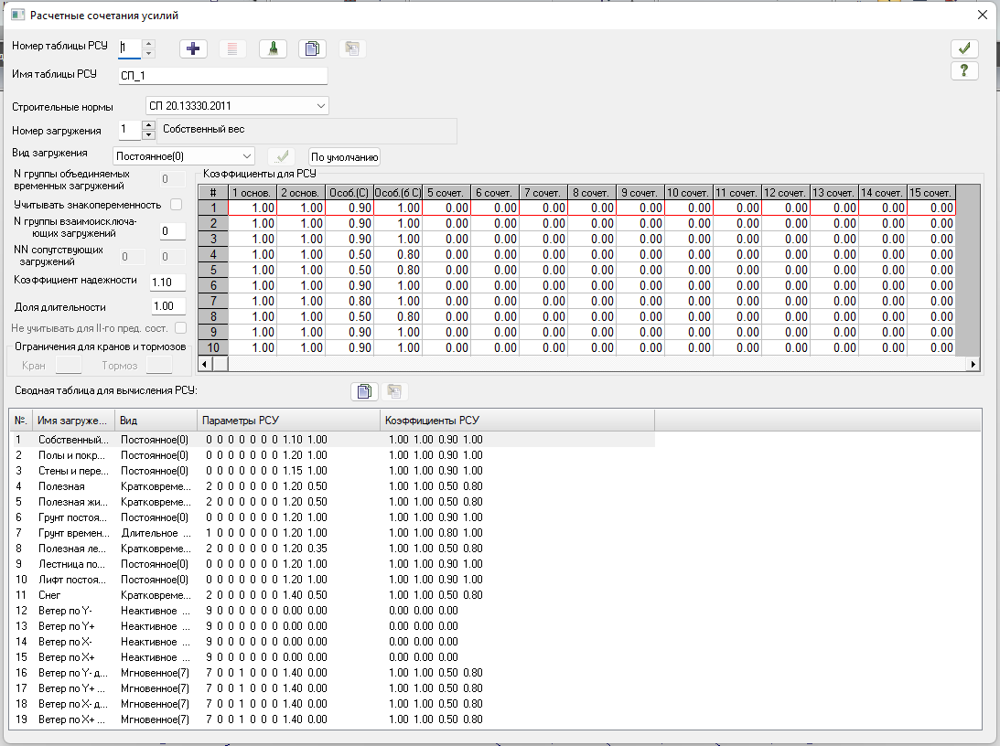 Расчетные сочетания усилий
Номер таблицы РСУ 1
Имя таблицы РСУ СП_1
Строительные нормы СП 20.13330.2011
Номер загружения 1 Собственный вес
Вид загружения Постоянное(0) По умолчанию
N группы объединяемых временных загружений 0
Учитывать знакопеременность
N группы взаимоисключа-
ющих загружений 0
NN сопутствующих загружений 0 0
Коэффициент надежности 1.10
Доля длительности 1.00
Не учитывать для II-го пред. сост.
Ограничения для кранов и тормозов
Кран Тормоз
Коэффициенты для РСУ
# 1 основ. 2 основ. Особ.(С) Особ.(б С) 5 сочет. 6 сочет. 7 сочет. 8 сочет. 9 сочет. 10 сочет. 11 сочет. 12 сочет. 13 сочет. 14 сочет. 15 сочет.
1 1.00 1.00 0.90 1.00 0.00 0.00 0.00 0.00 0.00 0.00 0.00 0.00 0.00 0.00 0.00
2 1.00 1.00 0.90 1.00 0.00 0.00 0.00 0.00 0.00 0.00 0.00 0.00 0.00 0.00 0.00
3 1.00 1.00 0.90 1.00 0.00 0.00 0.00 0.00 0.00 0.00 0.00 0.00 0.00 0.00 0.00
4 1.00 1.00 0.50 0.80 0.00 0.00 0.00 0.00 0.00 0.00 0.00 0.00 0.00 0.00 0.00
5 1.00 1.00 0.50 0.80 0.00 0.00 0.00 0.00 0.00 0.00 0.00 0.00 0.00 0.00 0.00
6 1.00 1.00 0.90 1.00 0.00 0.00 0.00 0.00 0.00 0.00 0.00 0.00 0.00 0.00 0.00
7 1.00 1.00 0.80 1.00 0.00 0.00 0.00 0.00 0.00 0.00 0.00 0.00 0.00 0.00 0.00
8 1.00 1.00 0.50 0.80 0.00 0.00 0.00 0.00 0.00 0.00 0.00 0.00 0.00 0.00 0.00
9 1.00 1.00 0.90 1.00 0.00 0.00 0.00 0.00 0.00 0.00 0.00 0.00 0.00 0.00 0.00
10 1.00 1.00 0.90 1.00 0.00 0.00 0.00 0.00 0.00 0.00 0.00 0.00 0.00 0.00 0.00
Сводная таблица для вычисления РСУ:
№. Имя загруже... Вид Параметры РСУ Коэффициенты РСУ
1 Собственный... Постоянное(0) 0 0 0 0 0 0 0 1.10 1.00 1.00 1.00 0.90 1.00
2 Полы и покр... Постоянное(0) 0 0 0 0 0 0 0 1.20 1.00 1.00 1.00 0.90 1.00
3 Стены и пере... Постоянное(0) 0 0 0 0 0 0 0 1.15 1.00 1.00 1.00 0.90 1.00
4 Полезная Кратковреме... 2 0 0 0 0 0 0 1.20 0.50 1.00 1.00 0.50 0.80
5 Полезная жи... Кратковреме... 2 0 0 0 0 0 0 1.20 0.50 1.00 1.00 0.50 0.80
6 Грунт постоя... Постоянное(0) 0 0 0 0 0 0 0 1.20 1.00 1.00 1.00 0.90 1.00
7 Грунт времен... Длительное ... 1 0 0 0 0 0 0 1.20 1.00 1.00 1.00 0.80 1.00
8 Полезная ле... Кратковреме... 2 0 0 0 0 0 0 1.20 0.35 1.00 1.00 0.50 0.80
9 Лестница по... Постоянное(0) 0 0 0 0 0 0 0 1.20 1.00 1.00 1.00 0.90 1.00
10 Лифт постоя... Постоянное(0) 0 0 0 0 0 0 0 1.20 1.00 1.00 1.00 0.90 1.00
11 Снег Кратковреме... 2 0 0 0 0 0 0 1.40 0.50 1.00 1.00 0.50 0.80
12 Ветер по Y- Неактивное ... 9 0 0 0 0 0 0 0.00 0.00 0.00 0.00 0.00 0.00
13 Ветер по Y+ Неактивное ... 9 0 0 0 0 0 0 0.00 0.00 0.00 0.00 0.00 0.00
14 Ветер по X- Неактивное ... 9 0 0 0 0 0 0 0.00 0.00 0.00 0.00 0.00 0.00
15 Ветер по X+ Неактивное ... 9 0 0 0 0 0 0 0.00 0.00 0.00 0.00 0.00 0.00
16 Ветер по Y- д... Мгновенное(7) 7 0 0 1 0 0 0 1.40 0.00 1.00 1.00 0.50 0.80
17 Ветер по Y+ ... Мгновенное(7) 7 0 0 1 0 0 0 1.40 0.00 1.00 1.00 0.50 0.80
18 Ветер по X- д... Мгновенное(7) 7 0 0 1 0 0 0 1.40 0.00 1.00 1.00 0.50 0.80
19 Ветер по X+ ... Мгновенное(7) 7 0 0 1 0 0 0 1.40 0.00 1.00 1.00 0.50 0.80